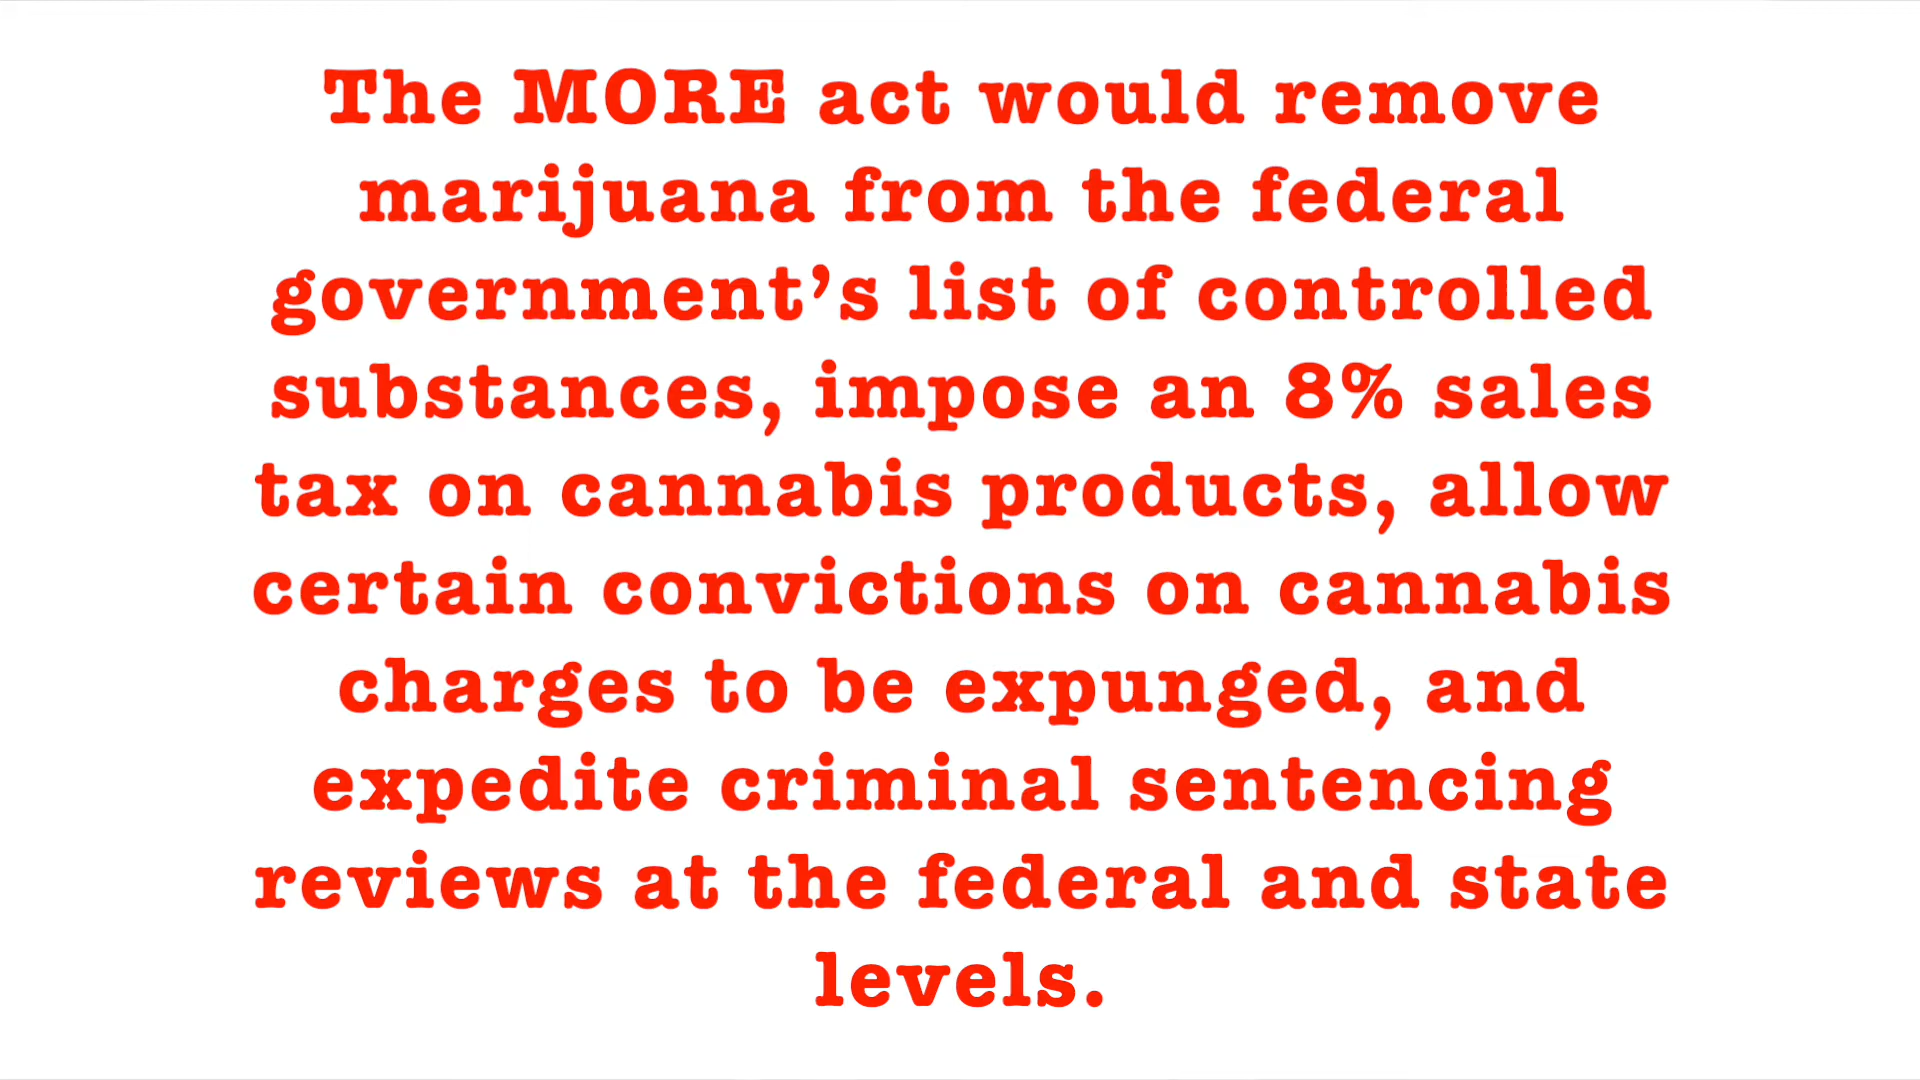 The MORE act would remove
marijuana from the federal
government’s list of controlled
substances, impose an 8% sales
tax on cannabis products, allow
certain convictions on cannabis
charges to be expunged, and
expedite criminal sentencing
reviews at the federal and state
levels.